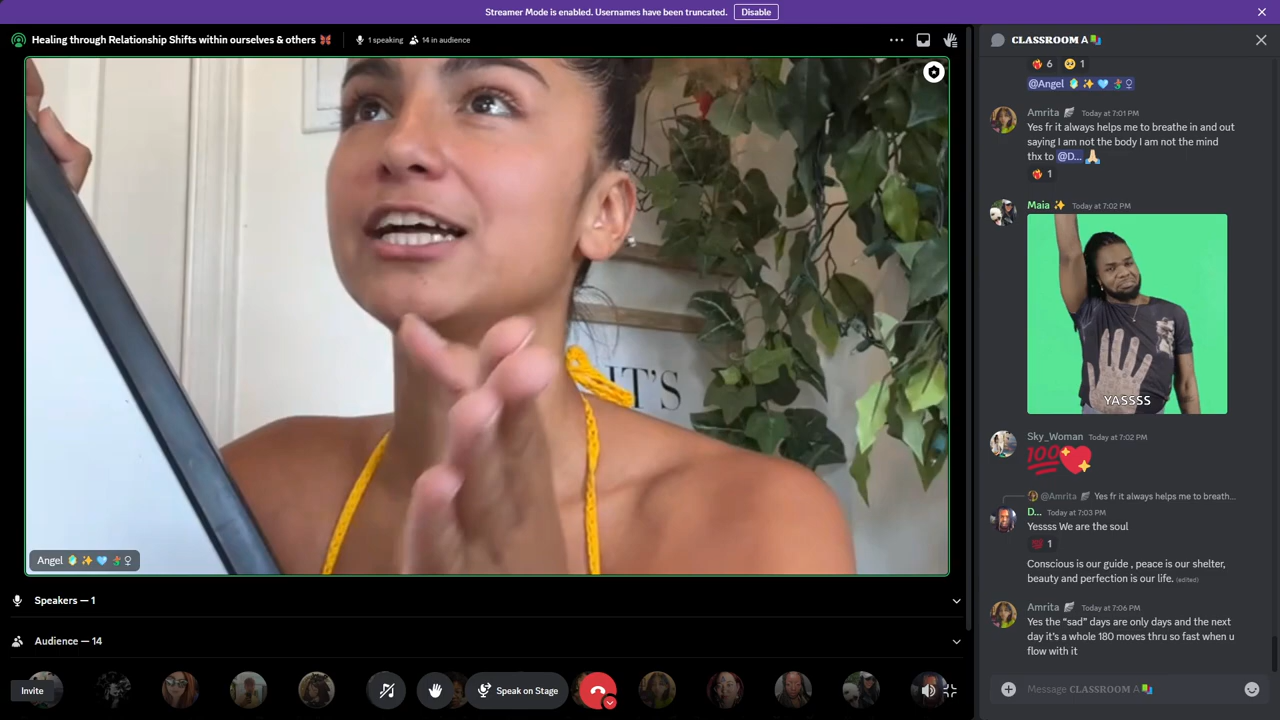 Streamer Mode is enabled. Usernames have been truncated. Disable
Healing through Relationship Shifts within ourselves & others 🦋
1 speaking 14 in audience
IT'S
Angel
Speakers — 1
Audience — 14
Invite
Speak on Stage
CLASSROOM A
6 1
@Angel
Amrita Today at 7:01 PM
Yes fr it always helps me to breathe in and out
saying I am not the body I am not the mind
thx to @D... 🙏🏻
1
Maia ✨ Today at 7:02 PM
YASSSS
Sky_Woman Today at 7:02 PM
💯💖
@Amrita Yes fr it always helps me to breath...
D... Today at 7:03 PM
Yessss We are the soul
💯 1
Conscious is our guide , peace is our shelter,
beauty and perfection is our life. (edited)
Amrita Today at 7:06 PM
Yes the “sad” days are only days and the next
day it’s a whole 180 moves thru so fast when u
flow with it
Message CLASSROOM A